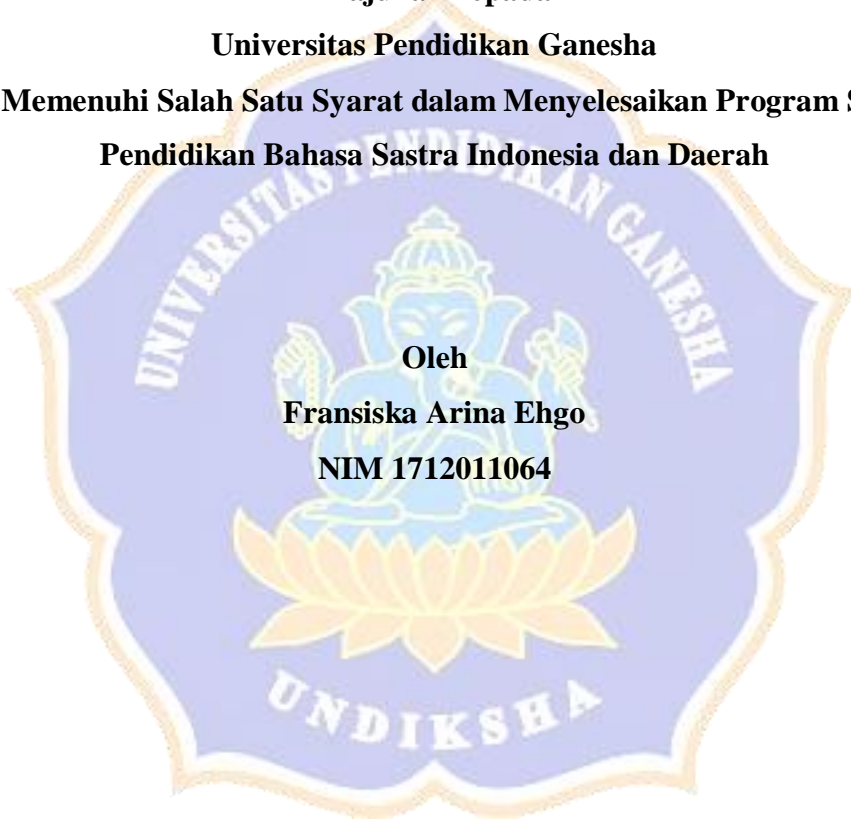 Universitas Pendidikan Ganesha
Memenuhi Salah Satu Syarat dalam Menyelesaikan Program
Pendidikan Bahasa Sastra Indonesia dan Daerah
UNIVERSITAS PENDIDIKAN GANESHA
Oleh
Fransiska Arina Ehgo
NIM 1712011064
UNDIKSHA